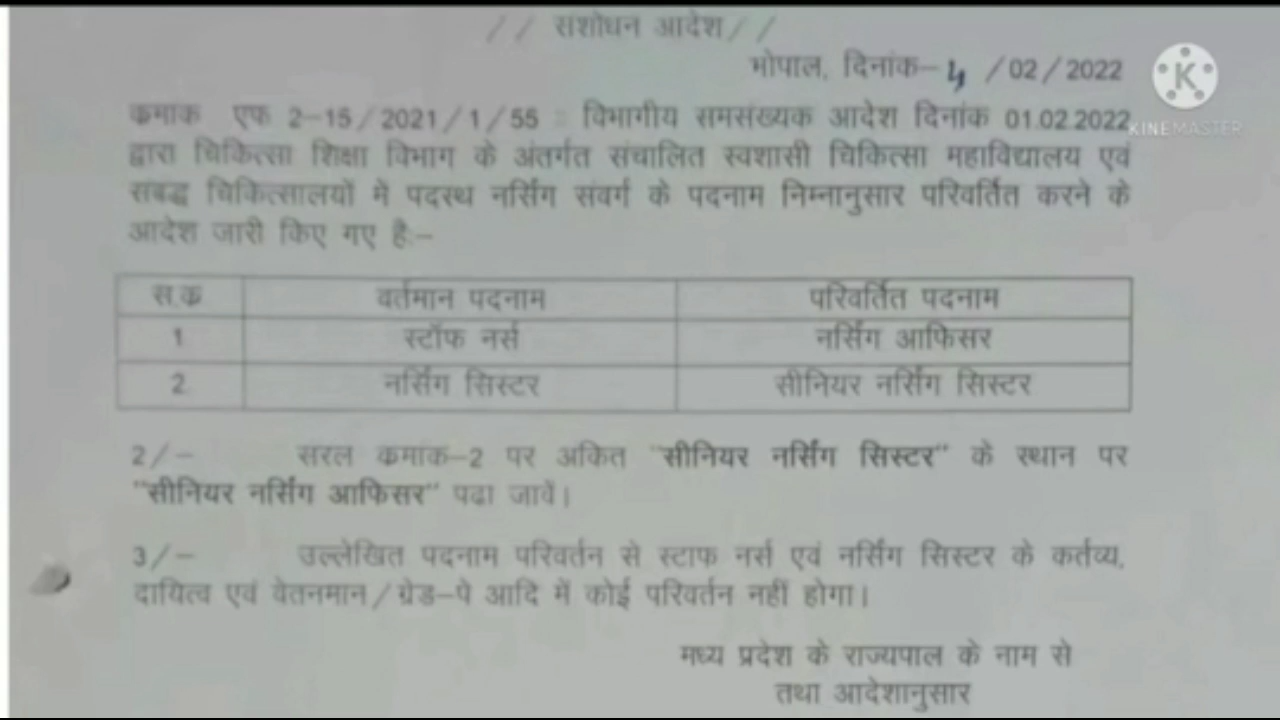 // संशोधन आदेश//
भोपाल, दिनांक–4 /02/2022
K
KINEMASTER
कमाक एफ 2–15/2021/1/55 : विभागीय समसंख्यक आदेश दिनांक 01.02.2022
द्वारा चिकित्सा शिक्षा विभाग के अंतर्गत संचालित स्वशासी चिकित्सा महाविद्यालय एवं
संबद्ध चिकित्सालयों में पदस्थ नर्सिंग संवर्ग के पदनाम निम्नानुसार परिवर्तित करने के
आदेश जारी किए गए है:–
स.क वर्तमान पदनाम परिवर्तित पदनाम
1 स्टॉफ नर्स नर्सिंग आफिसर
2 नर्सिंग सिस्टर सीनियर नर्सिंग सिस्टर
2/– सरल कमांक–2 पर अंकित "सीनियर नर्सिंग सिस्टर" के स्थान पर
"सीनियर नर्सिंग आफिसर" पढा जावें।
3/– उल्लेखित पदनाम परिवर्तन से स्टाफ नर्स एवं नर्सिंग सिस्टर के कर्तव्य,
दायित्व एवं वेतनमान/ग्रेड–पे आदि में कोई परिवर्तन नहीं होगा।
मध्य प्रदेश के राज्यपाल के नाम से
तथा आदेशानुसार